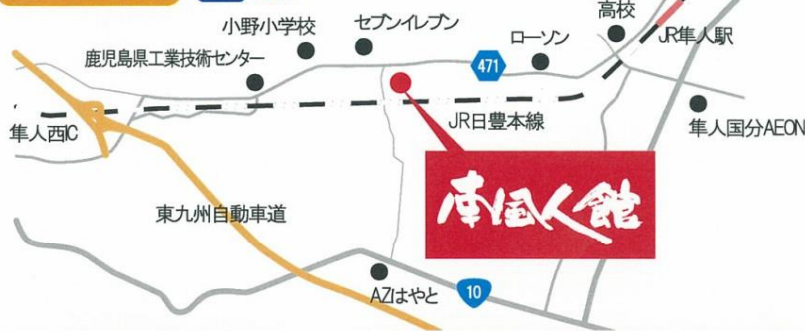 高校
小野小学校
セブンイレブン
ローソン
JR隼人駅
鹿児島県工業技術センター
471
隼人西IC
JR日豊本線
隼人国分AEON
南国人館
東九州自動車道
AZはやと
10